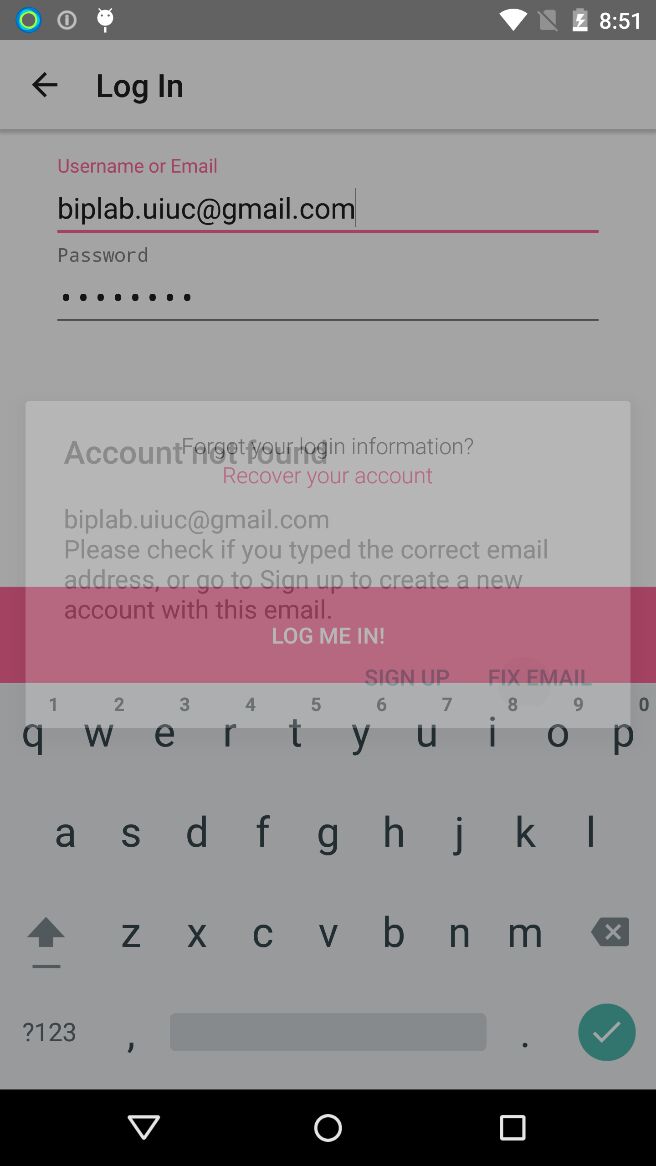 8:51
Log In
Username or Email
biplab.uiuc@gmail.com
Password
Forgot your login information?
Account not found
Recover your account
biplab.uiuc@gmail.com
Please check if you typed the correct email
address, or go to Sign up to create a new
account with this email.
LOG ME IN!
SIGN UP FIX EMAIL
1 2 3 4 5 6 7 8 9 0
q w e r t y u i o p
a s d f g h j k l
z x c v b n m
?123 , .